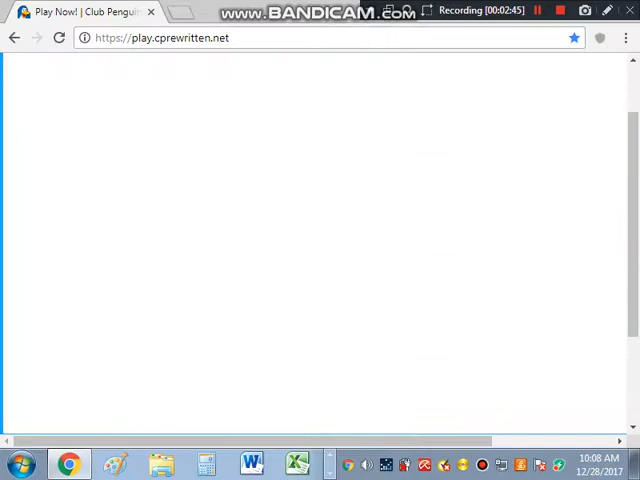 Play Now! | Club Pengui
www.BANDICAM.com
Recording [00:02:45]
https://play.cprewritten.net
10:08 AM
12/28/2017